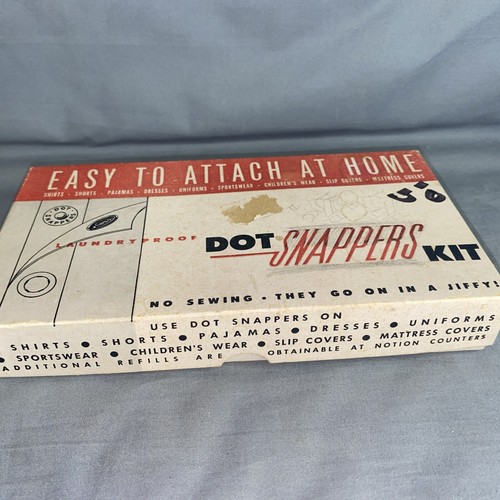 EASY TO ATTACH AT HOME
SHIRTS - SHORTS - PAJAMAS - DRESSES - UNIFORMS - SPORTSWEAR - CHILDREN'S WEAR - SLIP COVERS - MATTRESS COVERS
DOT
SNAPPERS
LAUNDRYPROOF
DOT SNAPPERS KIT
NO SEWING • THEY GO ON IN A JIFFY!
USE DOT SNAPPERS ON
SHIRTS • SHORTS • PAJAMAS • DRESSES • UNIFORMS
• SPORTSWEAR • CHILDREN'S WEAR • SLIP COVERS • MATTRESS COVERS
ADDITIONAL REFILLS ARE OBTAINABLE AT NOTION COUNTERS